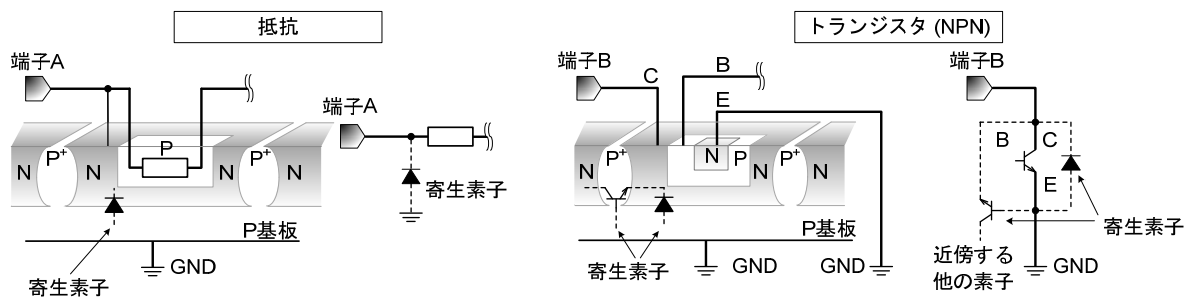 抵抗
端子A
N
P+
N
P
N
P+
N
P基板
GND
寄生素子
端子A
寄生素子
トランジスタ (NPN)
端子B
C
B
E
N
P+
N
N
P
N
P+
N
P基板
寄生素子
GND
GND
端子B
B
C
E
寄生素子
近傍する
他の素子
GND